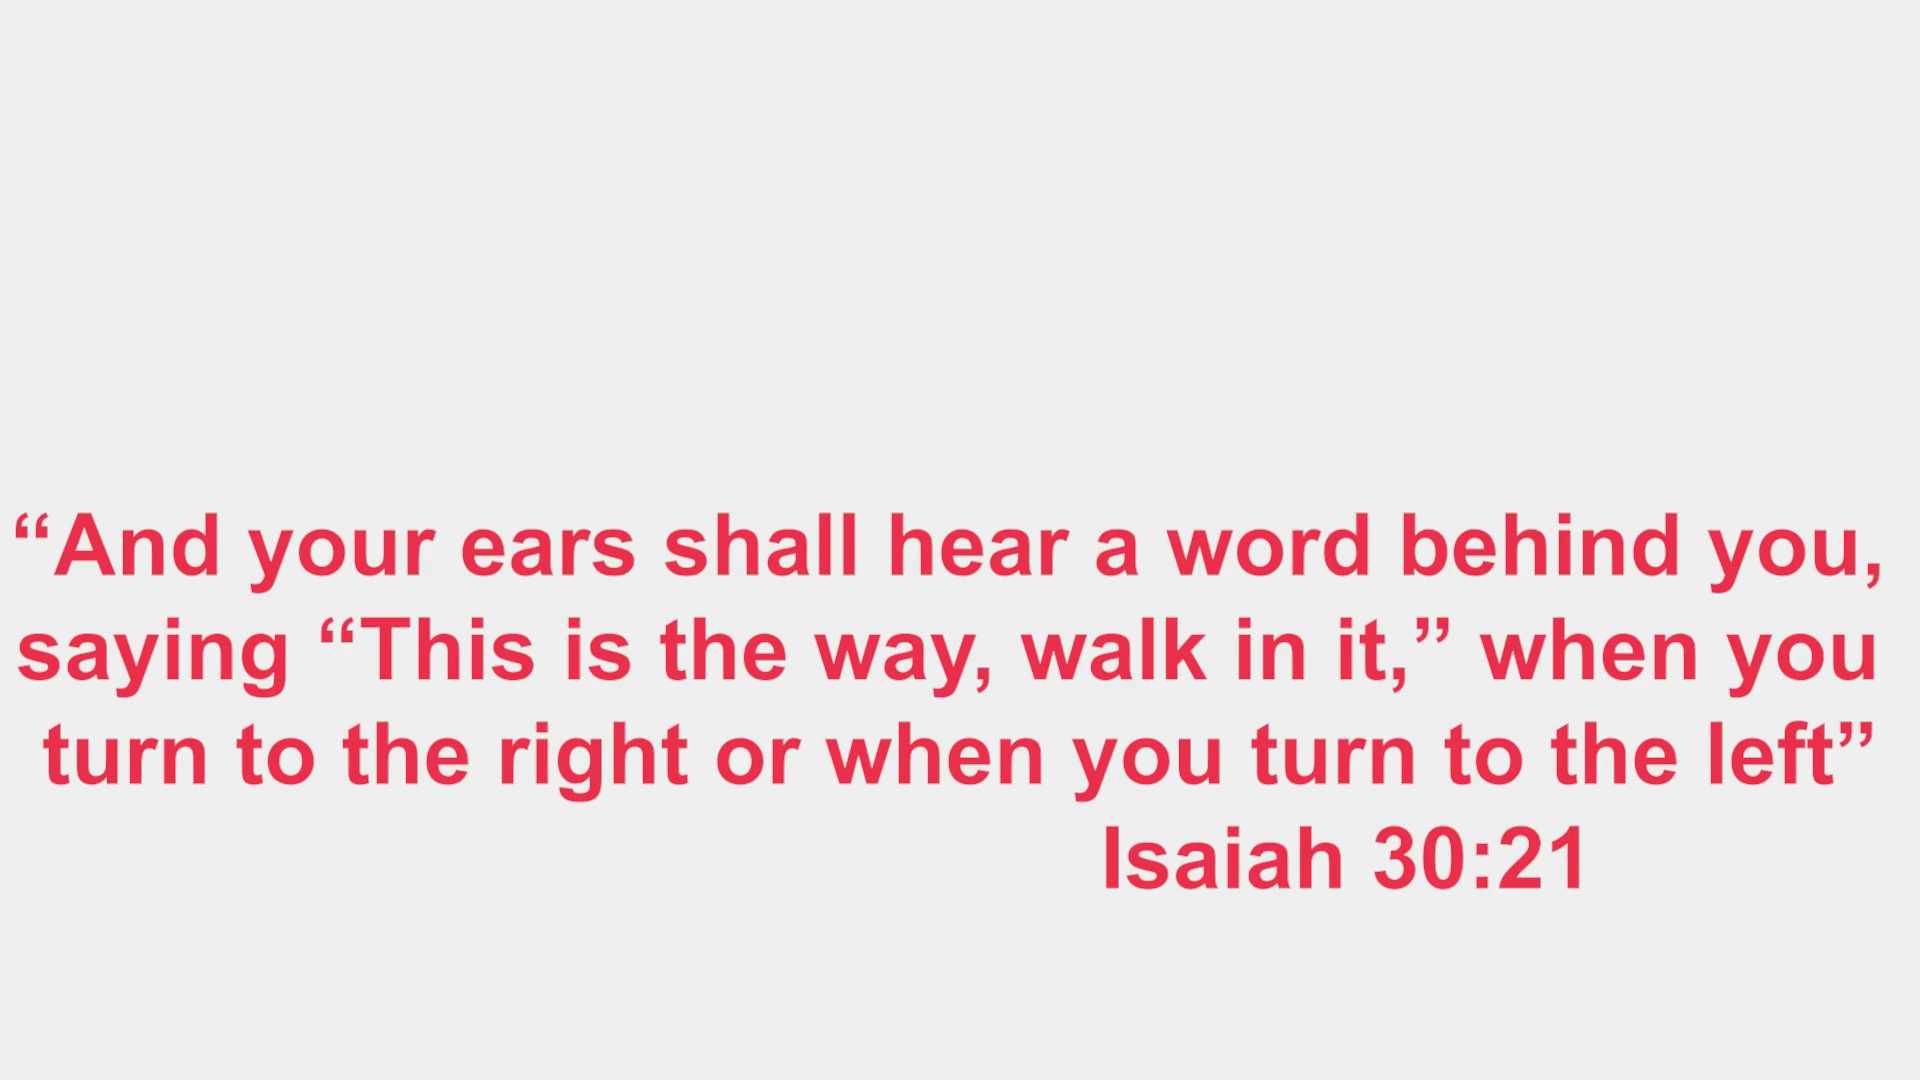 “And your ears shall hear a word behind you,
saying “This is the way, walk in it,” when you
turn to the right or when you turn to the left”
Isaiah 30:21